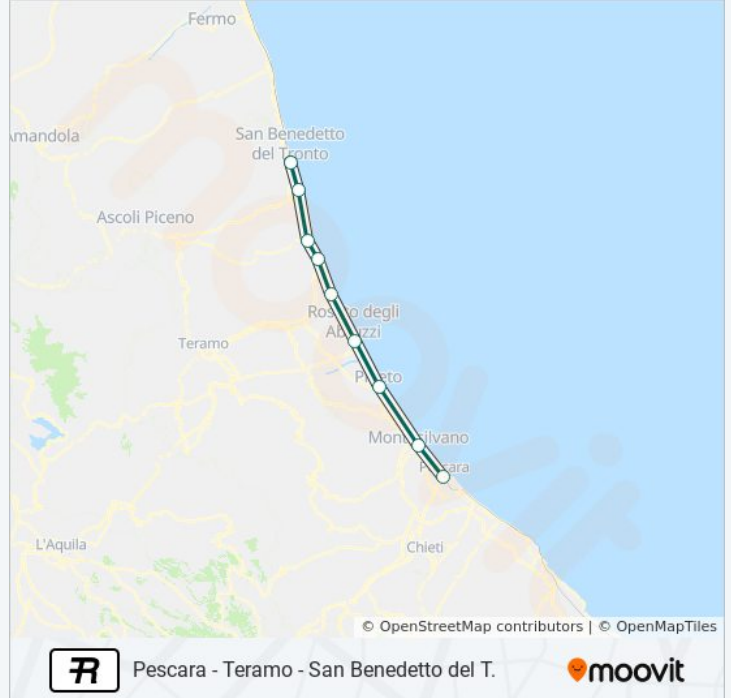 Fermo
Amandola
San Benedetto
del Tronto
Ascoli Piceno
Roseto degli
Abruzzi
Teramo
Pineto
Montesilvano
Pescara
L'Aquila
Chieti
© OpenStreetMap contributors | © OpenMapTiles
R
Pescara - Teramo - San Benedetto del T.
moovit